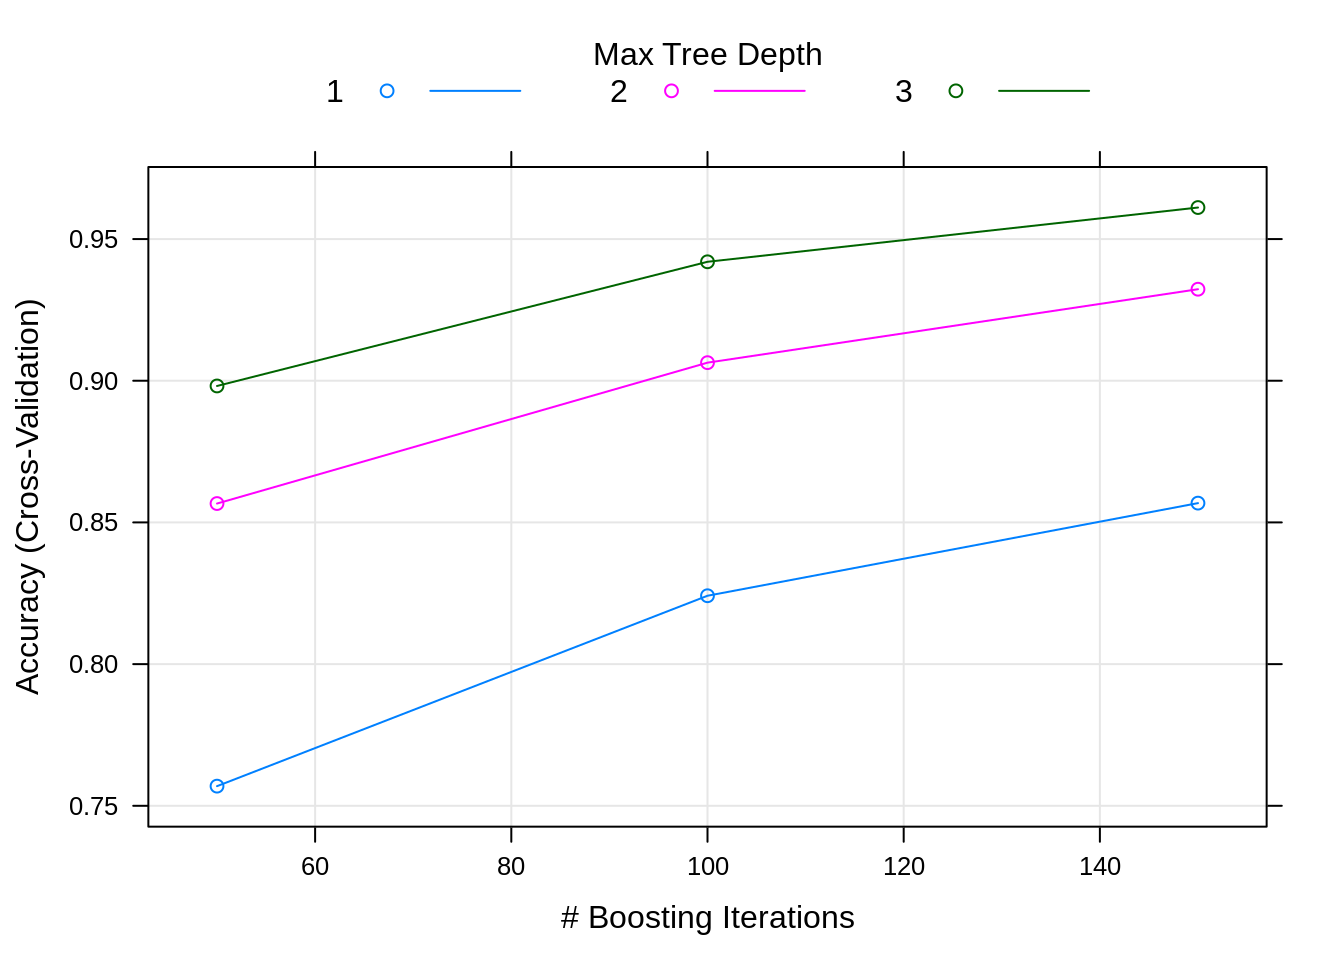 Max Tree Depth
1 2 3
0.95
0.90
0.85
0.80
0.75
Accuracy (Cross-Validation)
60 80 100 120 140
# Boosting Iterations